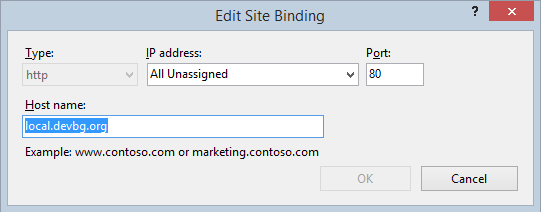 Edit Site Binding
? x
Type: IP address: Port:
http All Unassigned 80
Host name:
local.devbg.org
Example: www.contoso.com or marketing.contoso.com
OK Cancel